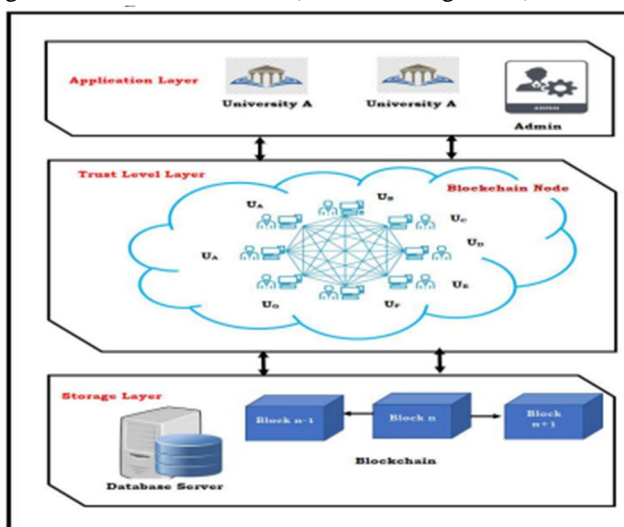 Application Layer
University A
University A
ADMIN
Admin
Trust Level Layer
Blockchain Node
UA
UB
UC
UD
UA
UE
UG
UF
Storage Layer
Block n-1
Block n
Block
n+1
Blockchain
Database Server